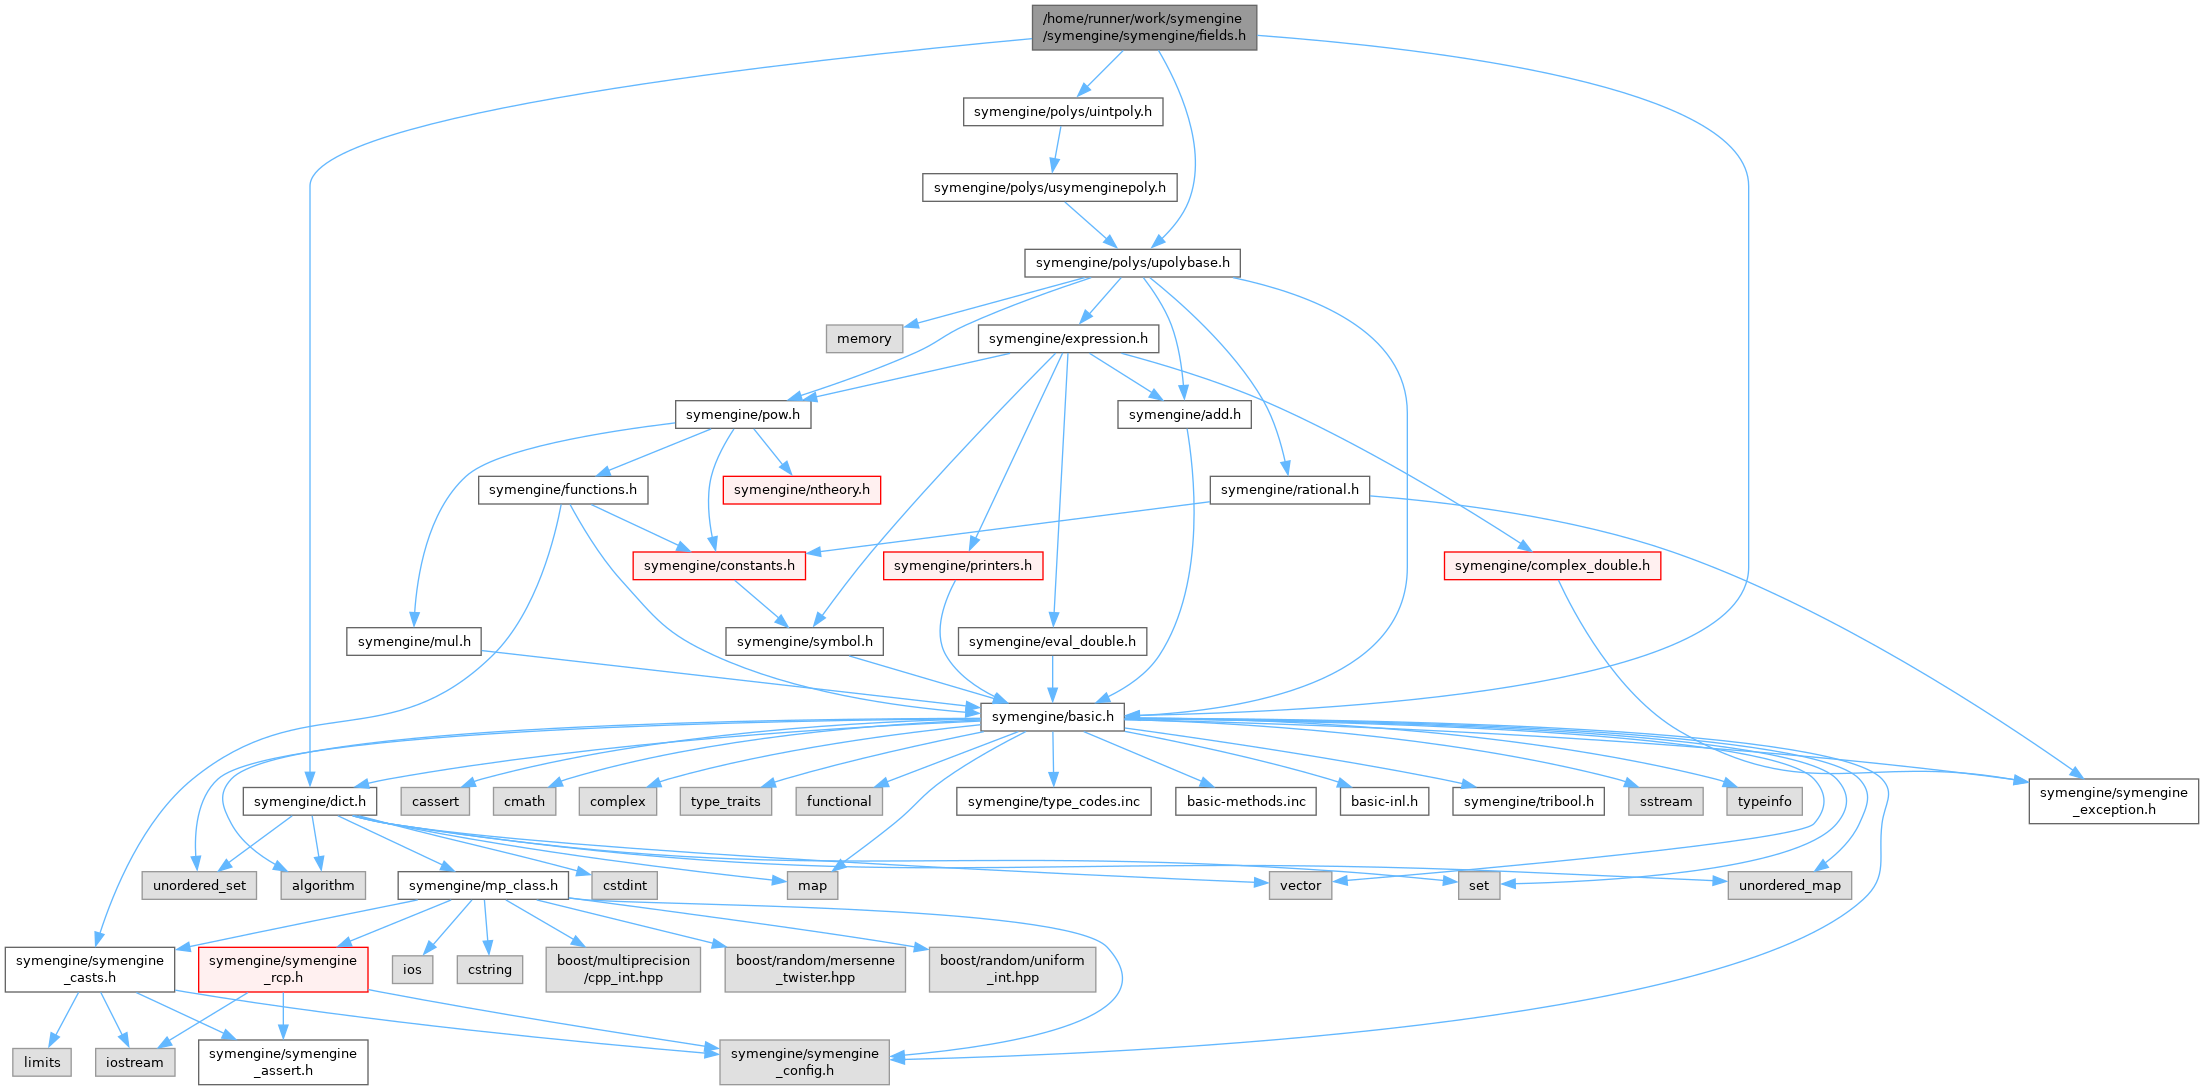 /home/runner/work/symengine
/symengine/symengine/fields.h
symengine/polys/uintpoly.h
symengine/polys/usymenginepoly.h
symengine/polys/upolybase.h
memory
symengine/expression.h
symengine/pow.h
symengine/add.h
symengine/functions.h
symengine/ntheory.h
symengine/rational.h
symengine/constants.h
symengine/printers.h
symengine/complex_double.h
symengine/mul.h
symengine/symbol.h
symengine/eval_double.h
symengine/basic.h
symengine/dict.h
cassert
cmath
complex
type_traits
functional
symengine/type_codes.inc
basic-methods.inc
basic-inl.h
symengine/tribool.h
sstream
typeinfo
symengine/symengine
_exception.h
unordered_set
algorithm
symengine/mp_class.h
cstdint
map
vector
set
unordered_map
symengine/symengine
_casts.h
symengine/symengine
_rcp.h
ios
cstring
boost/multiprecision
/cpp_int.hpp
boost/random/mersenne
_twister.hpp
boost/random/uniform
_int.hpp
limits
iostream
symengine/symengine
_assert.h
symengine/symengine
_config.h